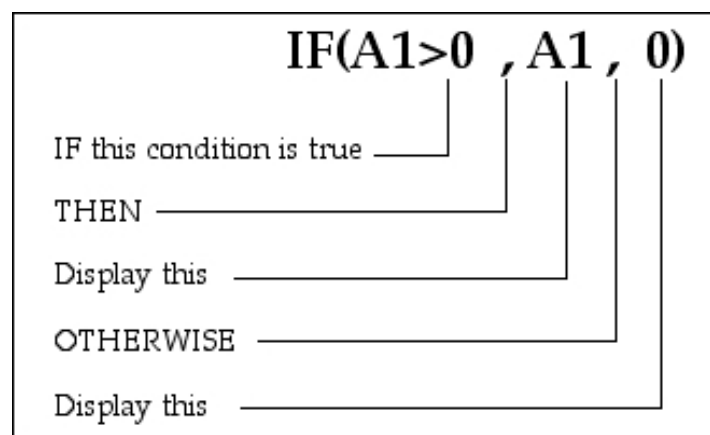 IF(A1>0 , A1 , 0)
IF this condition is true
THEN
Display this
OTHERWISE
Display this